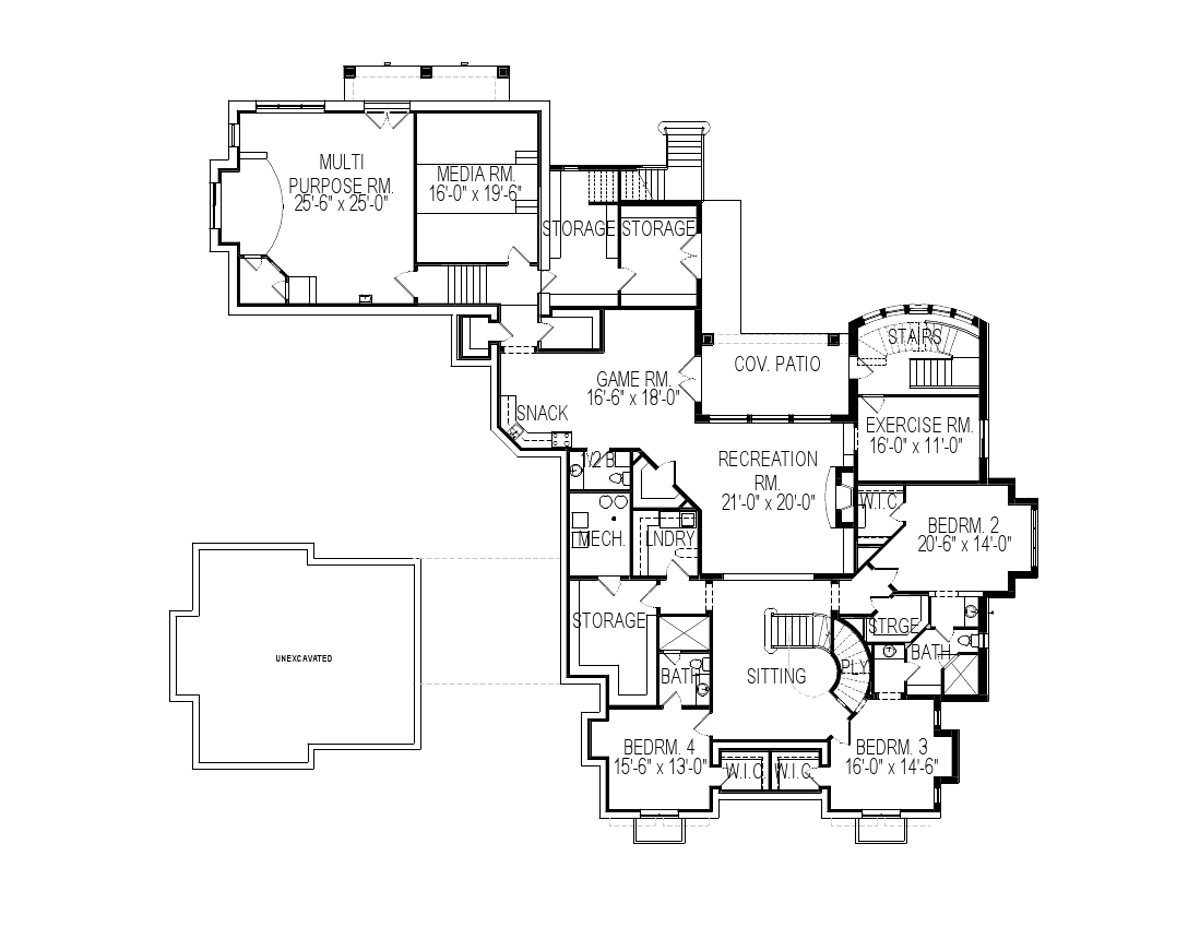 MULTI
PURPOSE RM.
25'-6" x 25'-0"
MEDIA RM.
16'-0" x 19'-6"
STORAGE
STORAGE
STAIRS
COV. PATIO
GAME RM.
16'-6" x 18'-0"
SNACK
EXERCISE RM.
16'-0" x 11'-0"
1/2 B
RECREATION
RM.
21'-0" x 20'-0"
W.I.C.
BEDRM. 2
20'-6" x 14'-0"
MECH.
LNDRY
STORAGE
STRGE
BATH
UNEXCAVATED
SITTING
PLY
BATH
BEDRM. 4
15'-6" x 13'-0"
W.I.C.
W.I.C.
BEDRM. 3
16'-0" x 14'-6"